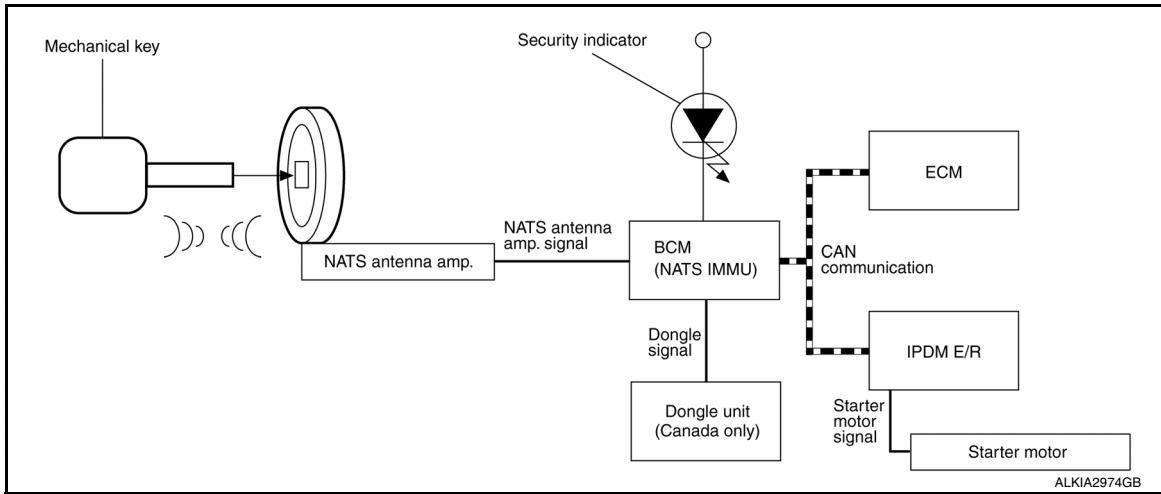 Mechanical key
Security indicator
NATS antenna amp.
NATS antenna
amp. signal
BCM
(NATS IMMU)
ECM
CAN
communication
Dongle
signal
Dongle unit
(Canada only)
IPDM E/R
Starter
motor
signal
Starter motor
ALKIA2974GB